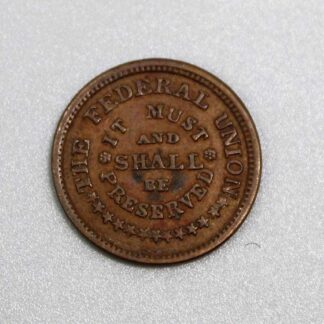 THE FEDERAL UNION
IT MUST
AND
SHALL
BE
PRESERVED